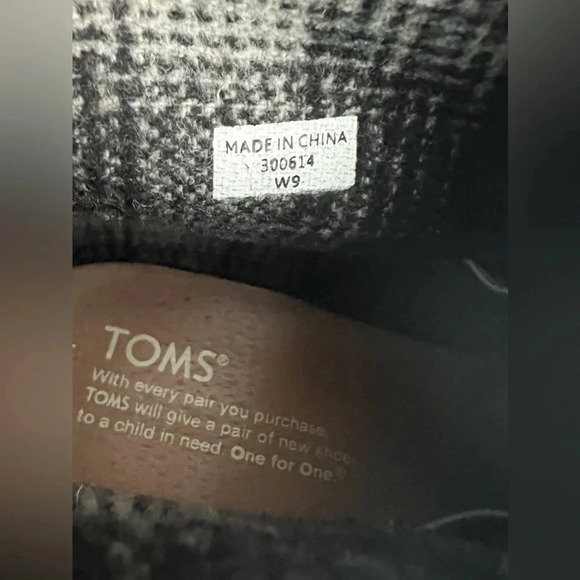 MADE IN CHINA
300614
W9
TOMS®
With every pair you purchase,
TOMS will give a pair of new shoes
to a child in need. One for One.®